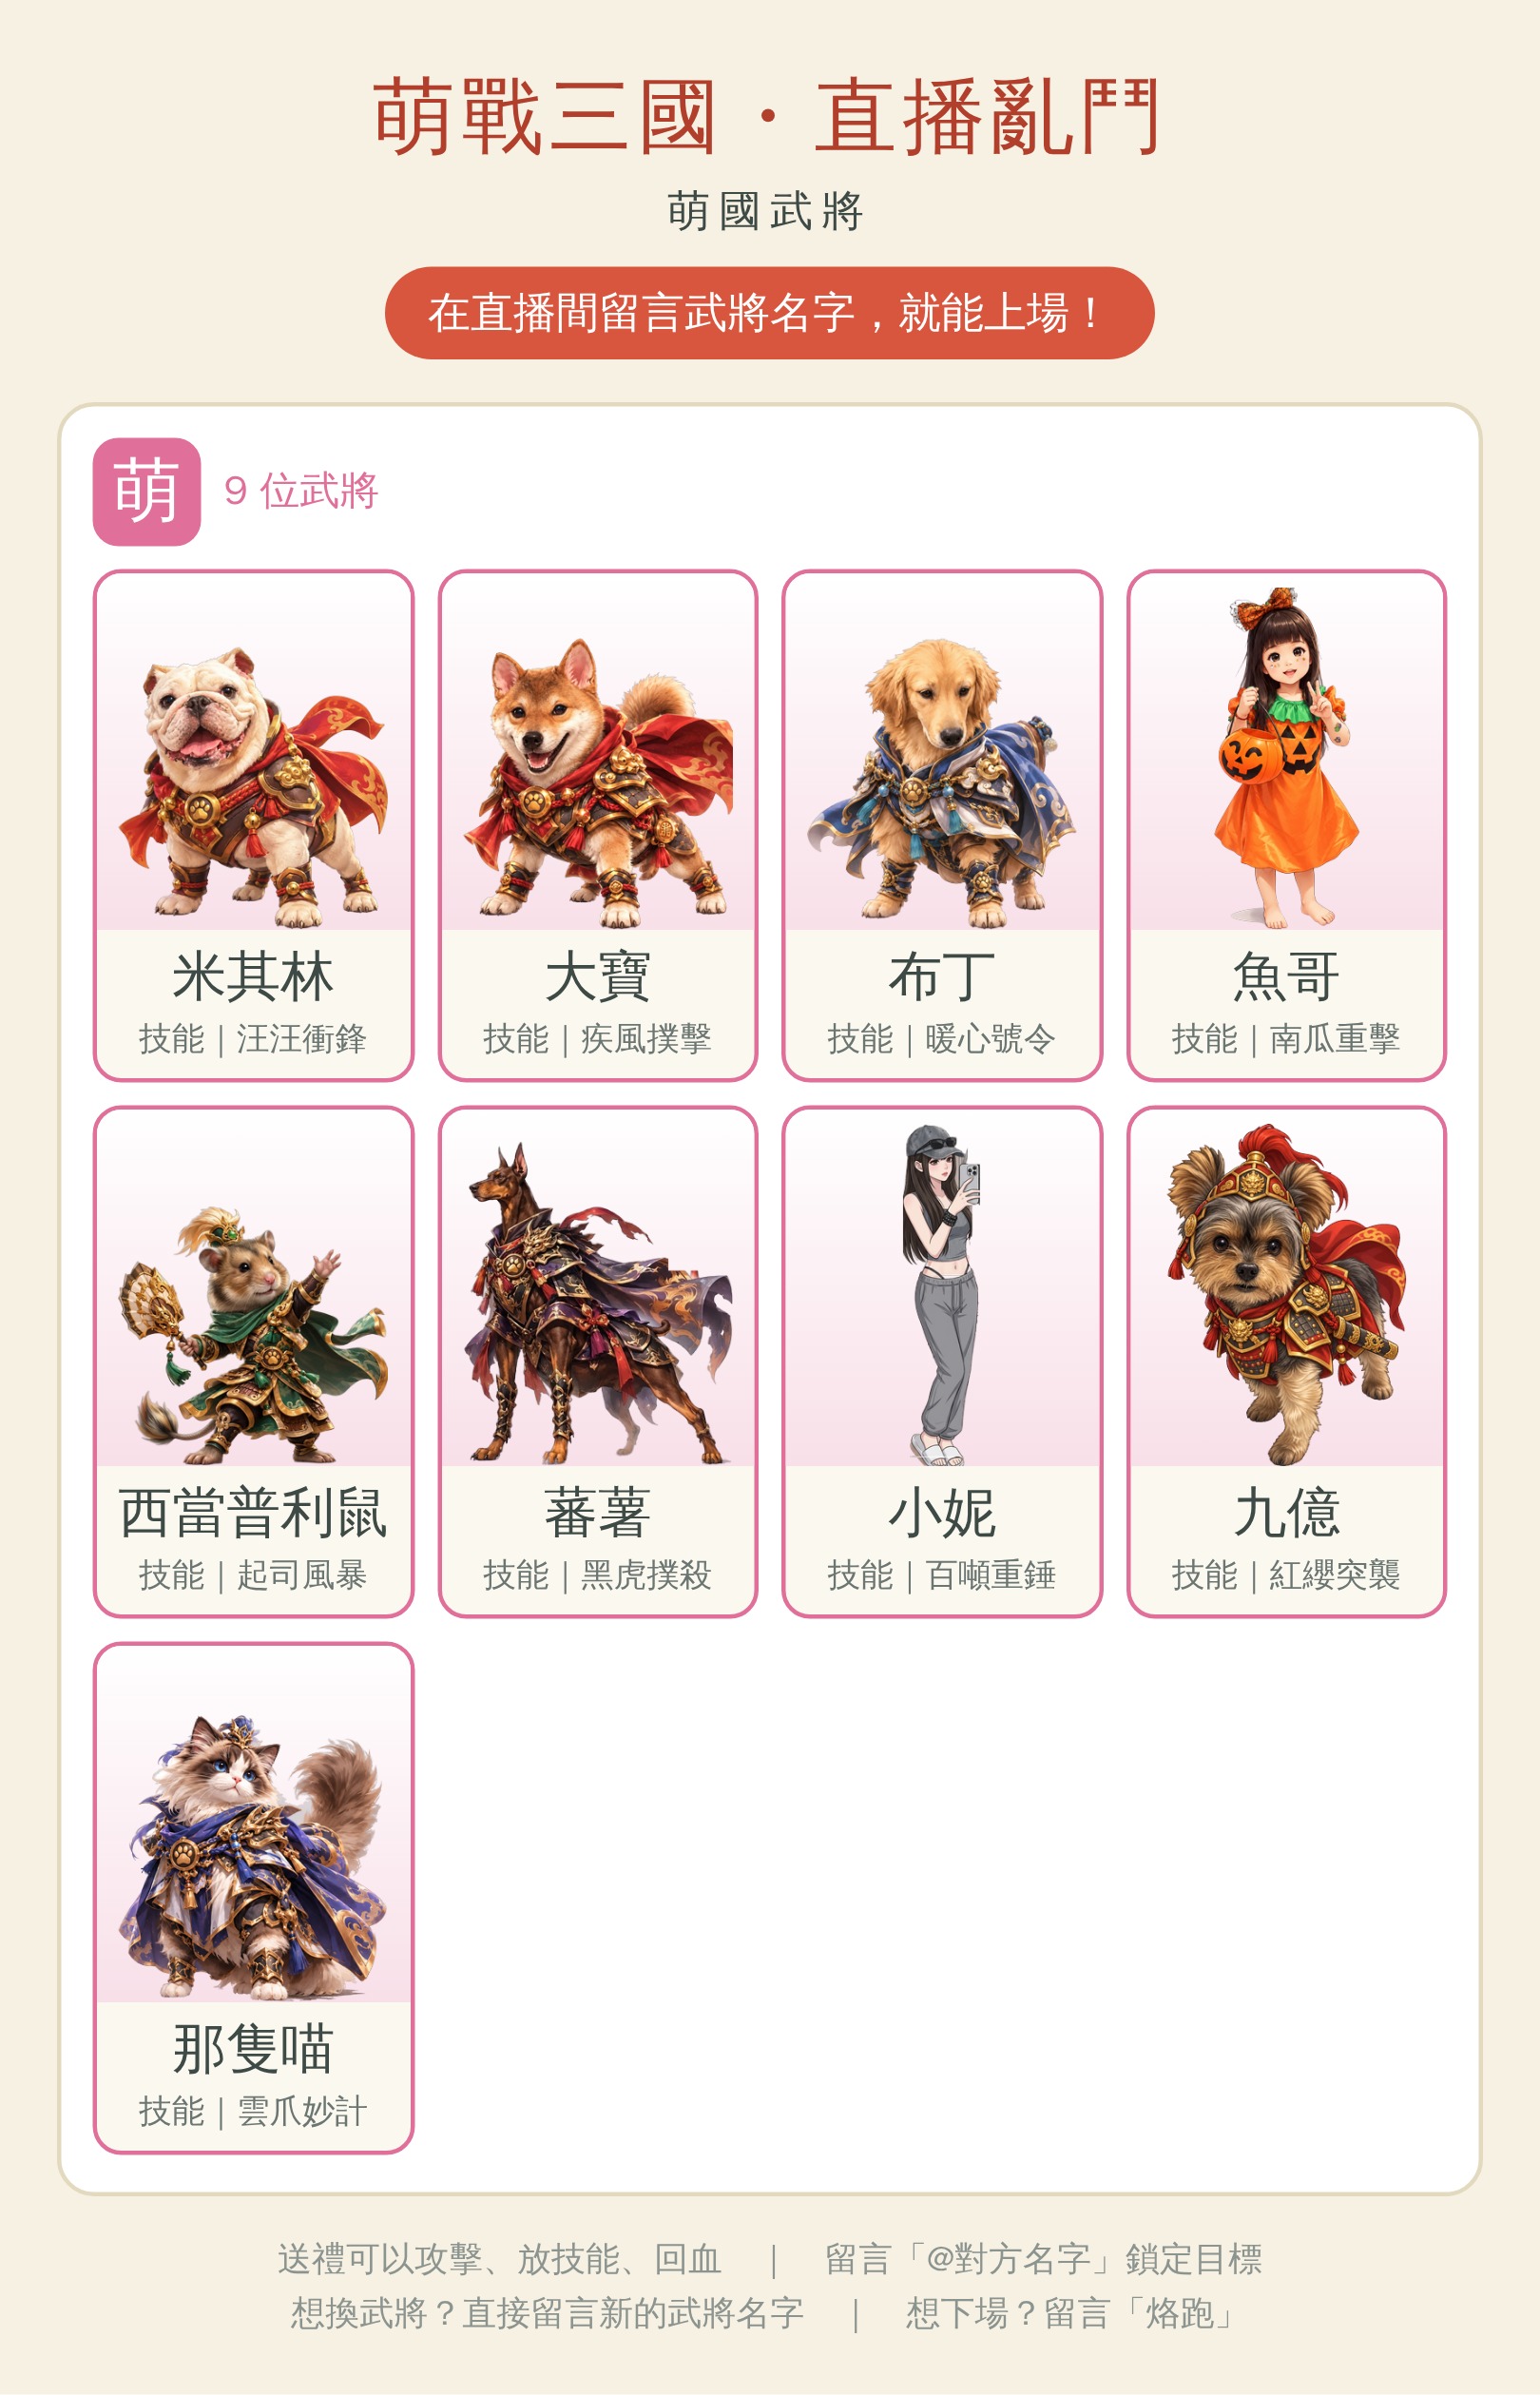 萌戰三國・直播亂鬥
萌國武將
在直播間留言武將名字，就能上場！
萌 9 位武將
米其林
技能｜汪汪衝鋒
大寶
技能｜疾風撲擊
布丁
技能｜暖心號令
魚哥
技能｜南瓜重擊
西當普利鼠
技能｜起司風暴
蕃薯
技能｜黑虎撲殺
小妮
技能｜百噸重錘
九億
技能｜紅纓突襲
那隻喵
技能｜雲爪妙計
送禮可以攻擊、放技能、回血　｜　留言「@對方名字」鎖定目標
想換武將？直接留言新的武將名字　｜　想下場？留言「烙跑」